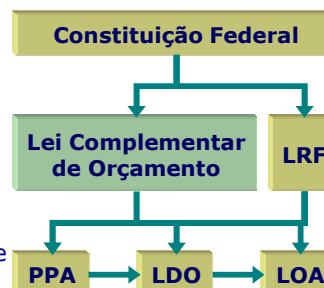 Constituição Federal
Lei Complementar
de Orçamento
LRF
e
PPA
LDO
LOA